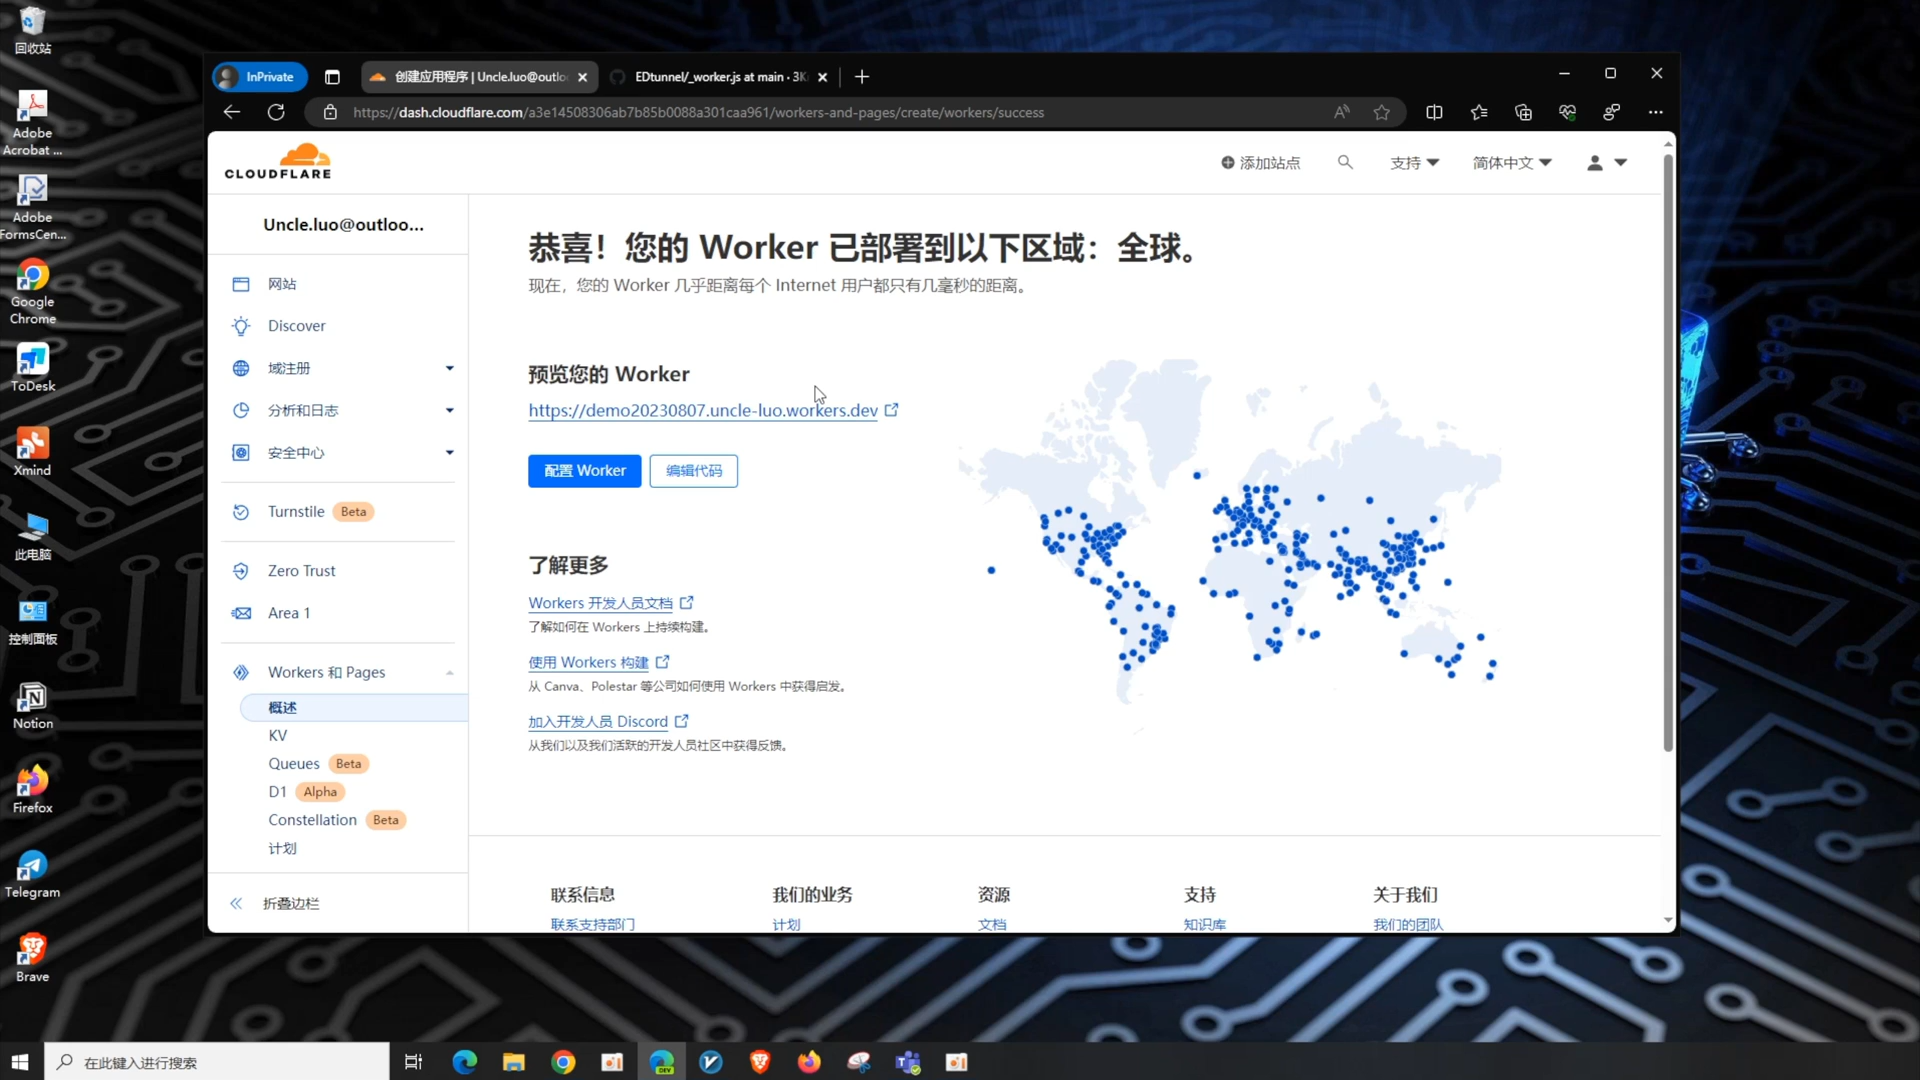 回收站
Adobe
Acrobat ...
Adobe
FormsCen...
Google
Chrome
ToDesk
Xmind
此电脑
控制面板
Notion
Firefox
Telegram
Brave
InPrivate
创建应用程序 | Uncle.luo@outlo
EDtunnel/_worker.js at main · 3K
https://dash.cloudflare.com/a3e14508306ab7b85b0088a301caa961/workers-and-pages/create/workers/success
CLOUDFLARE
添加站点
支持
简体中文
Uncle.luo@outloo...
网站
Discover
域注册
分析和日志
安全中心
Turnstile Beta
Zero Trust
Area 1
Workers 和 Pages
概述
KV
Queues Beta
D1 Alpha
Constellation Beta
计划
折叠边栏
恭喜！您的 Worker 已部署到以下区域：全球。
现在，您的 Worker 几乎距离每个 Internet 用户都只有几毫秒的距离。
预览您的 Worker
https://demo20230807.uncle-luo.workers.dev
配置 Worker
编辑代码
了解更多
Workers 开发人员文档
了解如何在 Workers 上持续构建。
使用 Workers 构建
从 Canva、Polestar 等公司如何使用 Workers 中获得启发。
加入开发人员 Discord
从我们以及我们活跃的开发人员社区中获得反馈。
联系信息
联系支持部门
我们的业务
计划
资源
文档
支持
知识库
关于我们
我们的团队
在此键入进行搜索
DEV